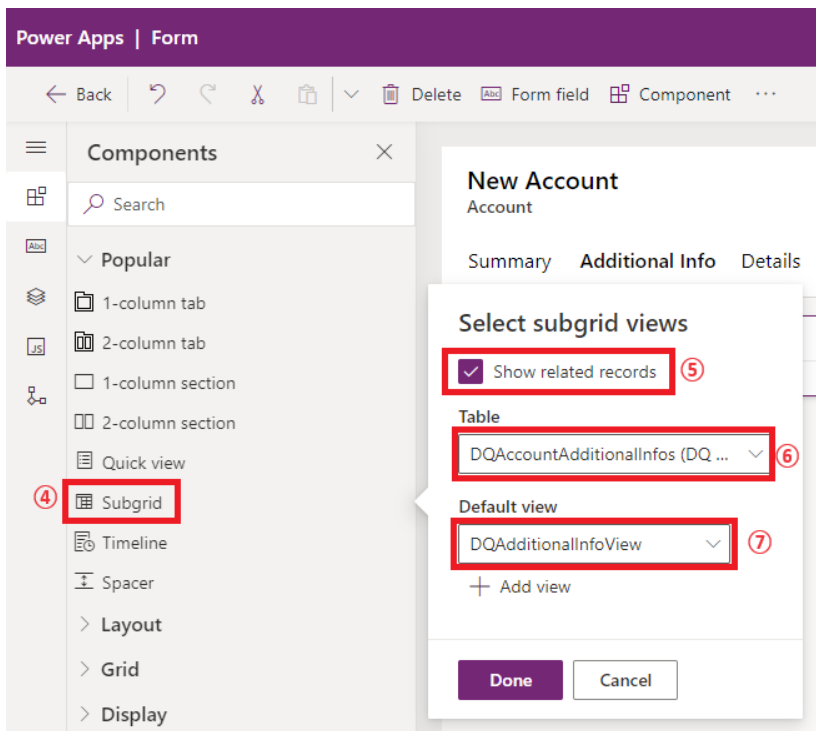 Power Apps | Form
Back
Delete
Abc Form field
Component
...
Components
Search
Abc
Popular
1-column tab
2-column tab
JS
1-column section
2-column section
Quick view
④ Subgrid
Timeline
Spacer
Layout
Grid
Display
New Account
Account
Summary Additional Info Details
Select subgrid views
Show related records ⑤
Table
DQAccountAdditionalInfos (DQ ... ⑥
Default view
DQAdditionalInfoView ⑦
+ Add view
Done Cancel